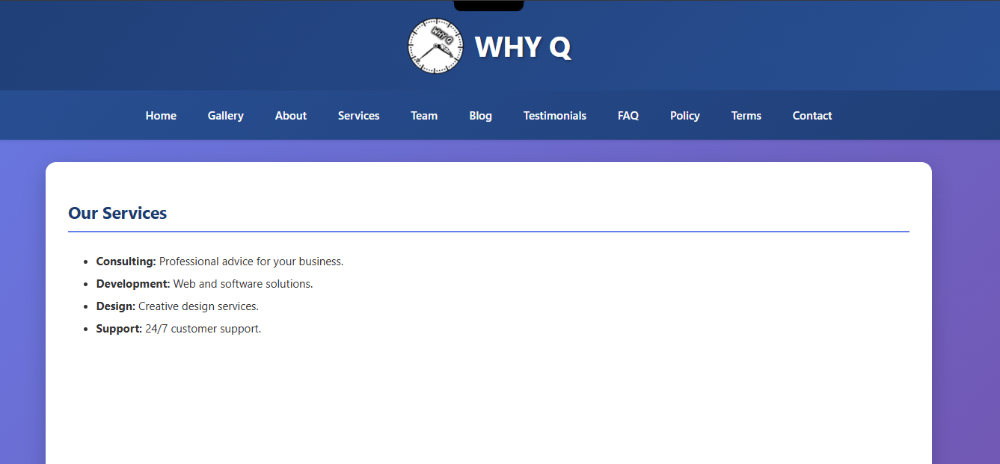 WHY Q
WHY Q
Home Gallery About Services Team Blog Testimonials FAQ Policy Terms Contact
Our Services
• Consulting: Professional advice for your business.
• Development: Web and software solutions.
• Design: Creative design services.
• Support: 24/7 customer support.